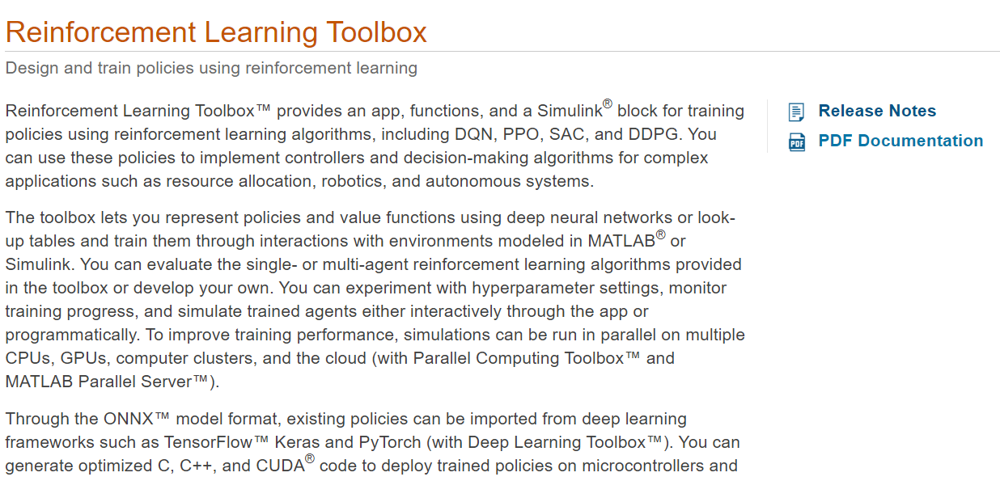 Reinforcement Learning Toolbox
Design and train policies using reinforcement learning
Reinforcement Learning Toolbox™ provides an app, functions, and a Simulink® block for training
policies using reinforcement learning algorithms, including DQN, PPO, SAC, and DDPG. You
can use these policies to implement controllers and decision-making algorithms for complex
applications such as resource allocation, robotics, and autonomous systems.
The toolbox lets you represent policies and value functions using deep neural networks or look-
up tables and train them through interactions with environments modeled in MATLAB® or
Simulink. You can evaluate the single- or multi-agent reinforcement learning algorithms provided
in the toolbox or develop your own. You can experiment with hyperparameter settings, monitor
training progress, and simulate trained agents either interactively through the app or
programmatically. To improve training performance, simulations can be run in parallel on multiple
CPUs, GPUs, computer clusters, and the cloud (with Parallel Computing Toolbox™ and
MATLAB Parallel Server™).
Through the ONNX™ model format, existing policies can be imported from deep learning
frameworks such as TensorFlow™ Keras and PyTorch (with Deep Learning Toolbox™). You can
generate optimized C, C++, and CUDA® code to deploy trained policies on microcontrollers and
Release Notes
PDF PDF Documentation